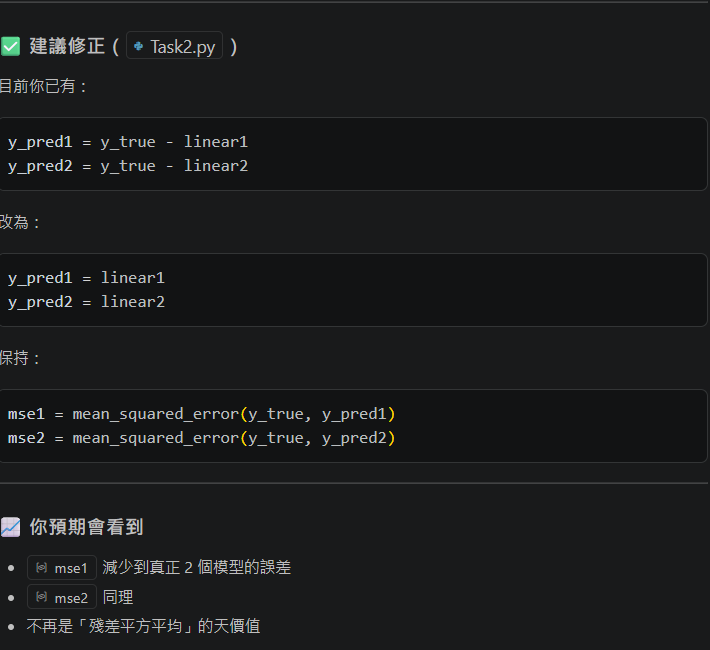 ✅ 建議修正 ( Task2.py )
目前你已有：
y_pred1 = y_true - linear1
y_pred2 = y_true - linear2
改為：
y_pred1 = linear1
y_pred2 = linear2
保持：
mse1 = mean_squared_error(y_true, y_pred1)
mse2 = mean_squared_error(y_true, y_pred2)
📈 你預期會看到
• mse1 減少到真正 2 個模型的誤差
• mse2 同理
• 不再是「殘差平方平均」的天價值